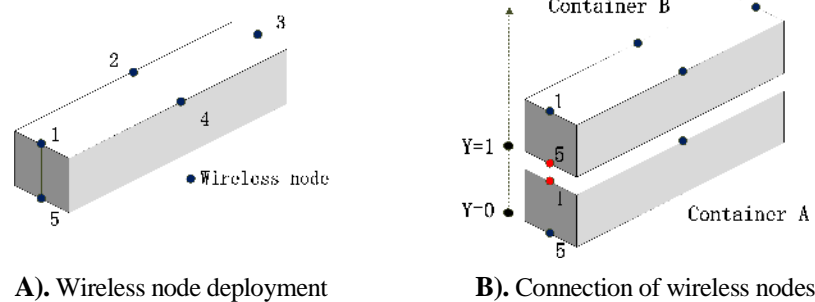 Container B
3
2
1
1
4
Y=1
5
Wireless node
1
5
Y=0
Container A
5
A). Wireless node deployment
B). Connection of wireless nodes